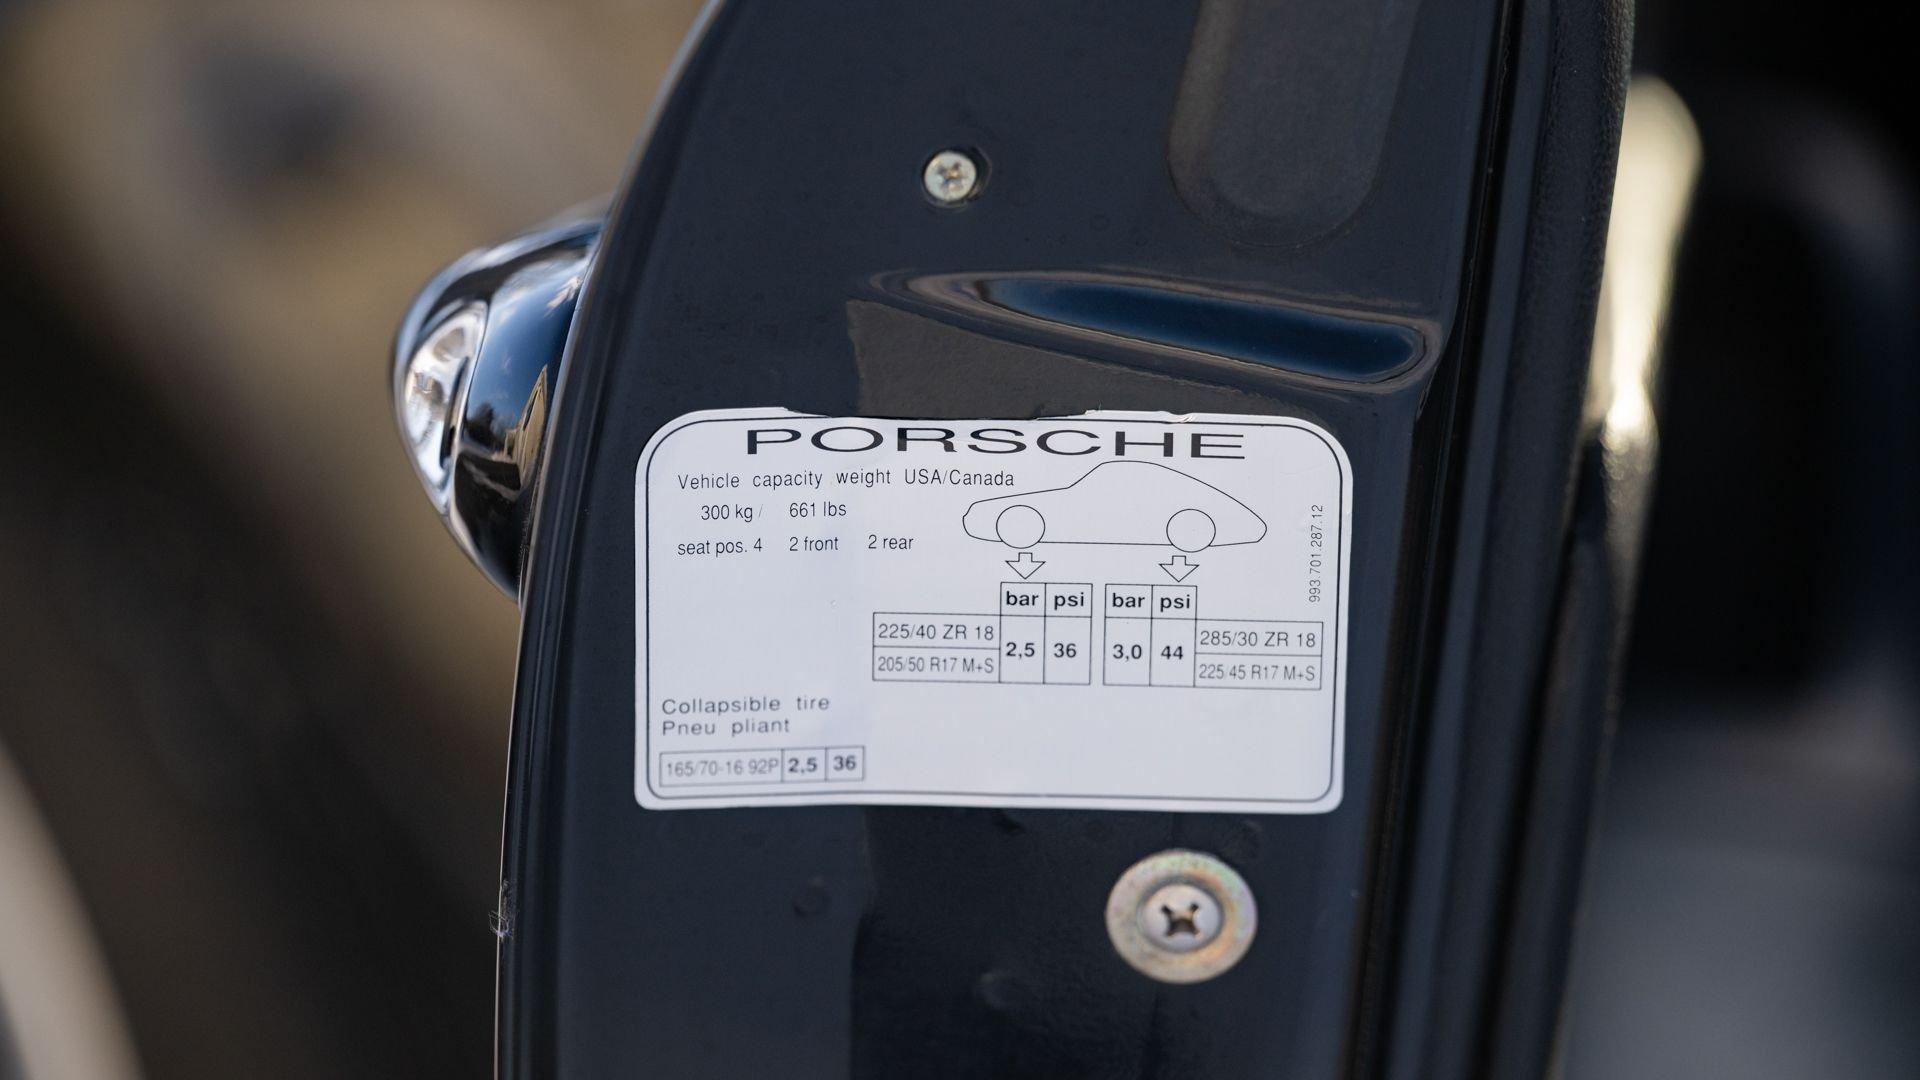 PORSCHE
Vehicle capacity weight USA/Canada
300 kg / 661 lbs
seat pos. 4 2 front 2 rear
993.701.287.12
bar psi bar psi
225/40 ZR 18 2,5 36 3,0 44 285/30 ZR 18
205/50 R17 M+S 225/45 R17 M+S
Collapsible tire
Pneu pliant
165/70-16 92P 2,5 36